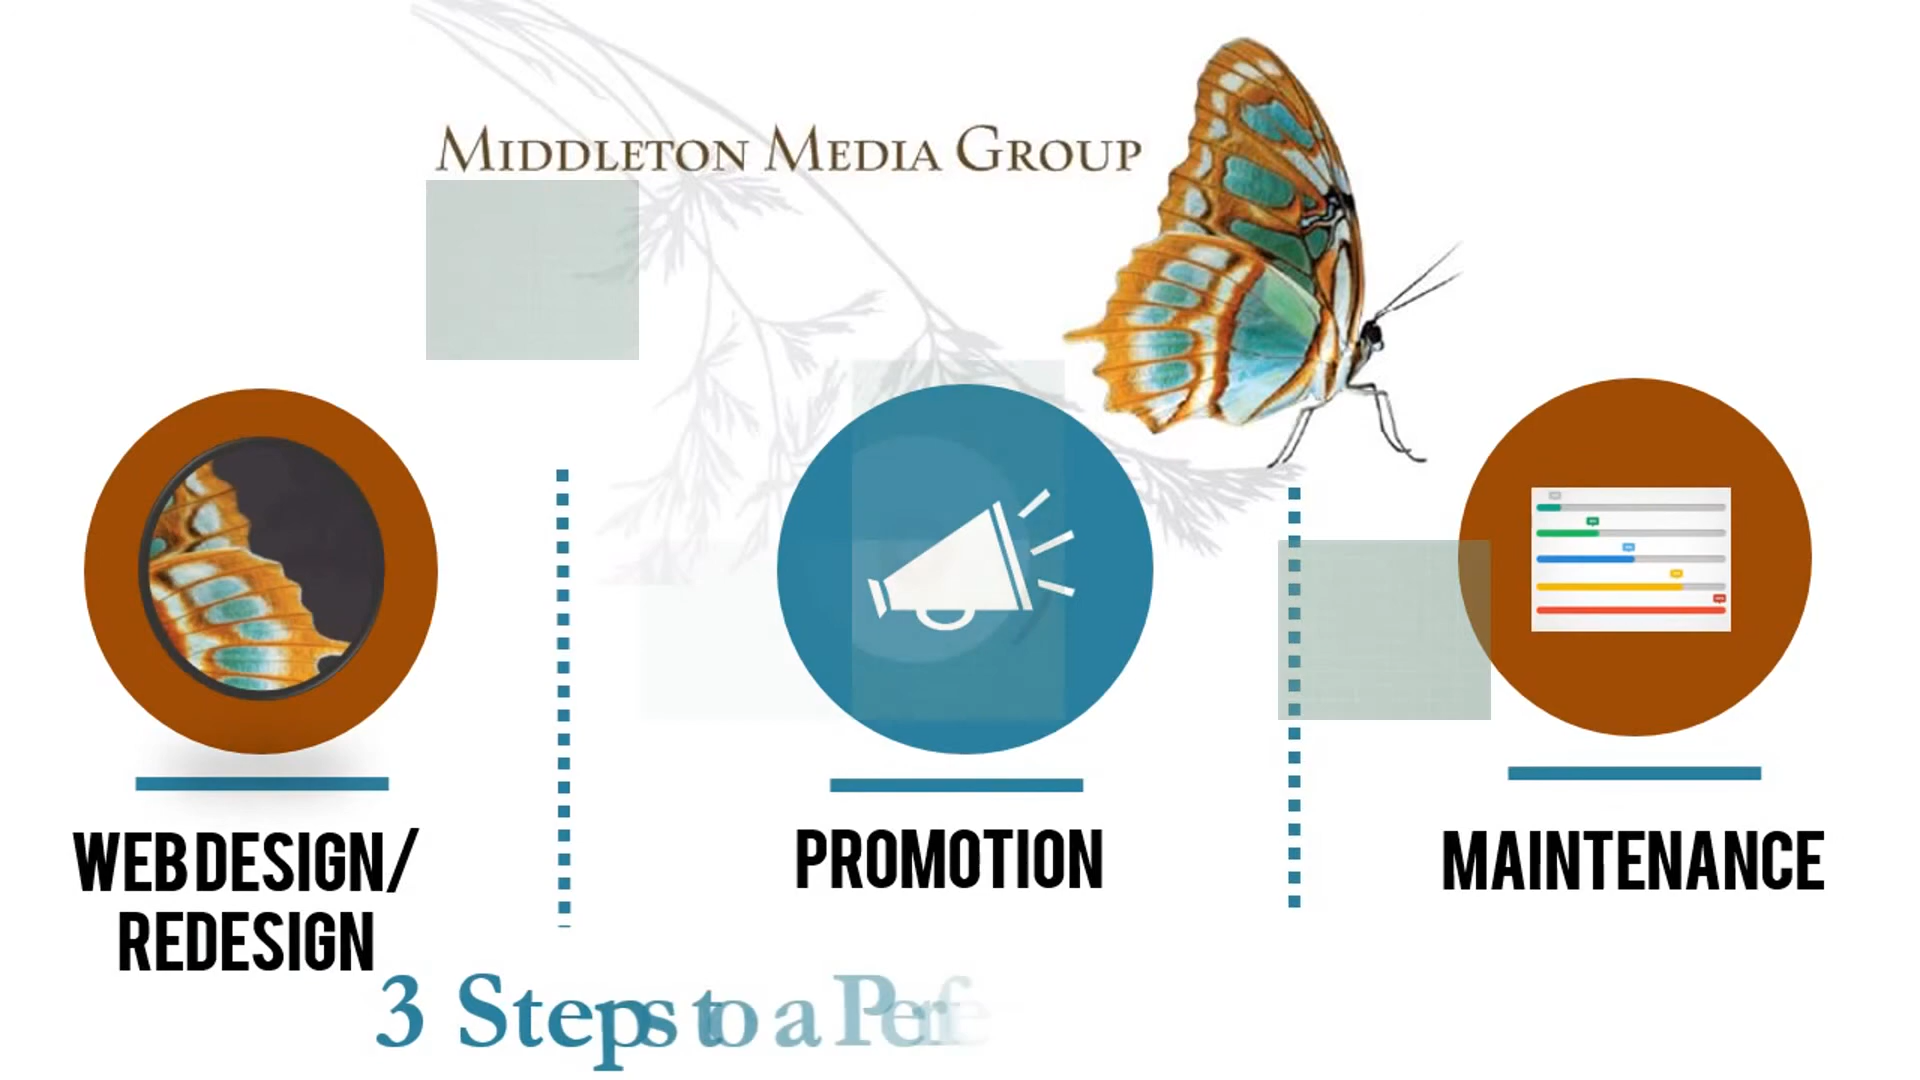 MIDDLETON MEDIA GROUP
WEB DESIGN/
REDESIGN
PROMOTION
MAINTENANCE
3 Steps to a